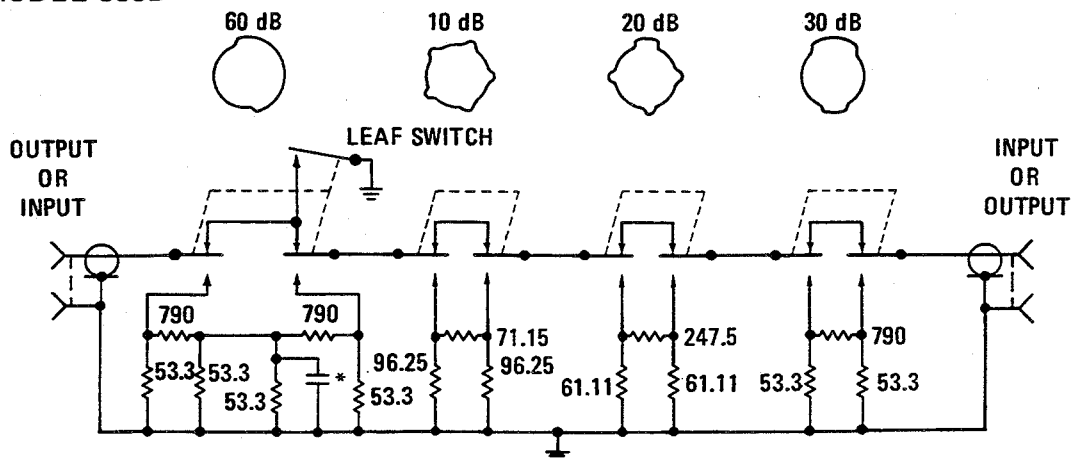 60 dB
10 dB
20 dB
30 dB
LEAF SWITCH
OUTPUT
OR
INPUT
INPUT
OR
OUTPUT
790
790
71.15
247.5
790
53.3
53.3
53.3
*
53.3
96.25
96.25
61.11
61.11
53.3
53.3